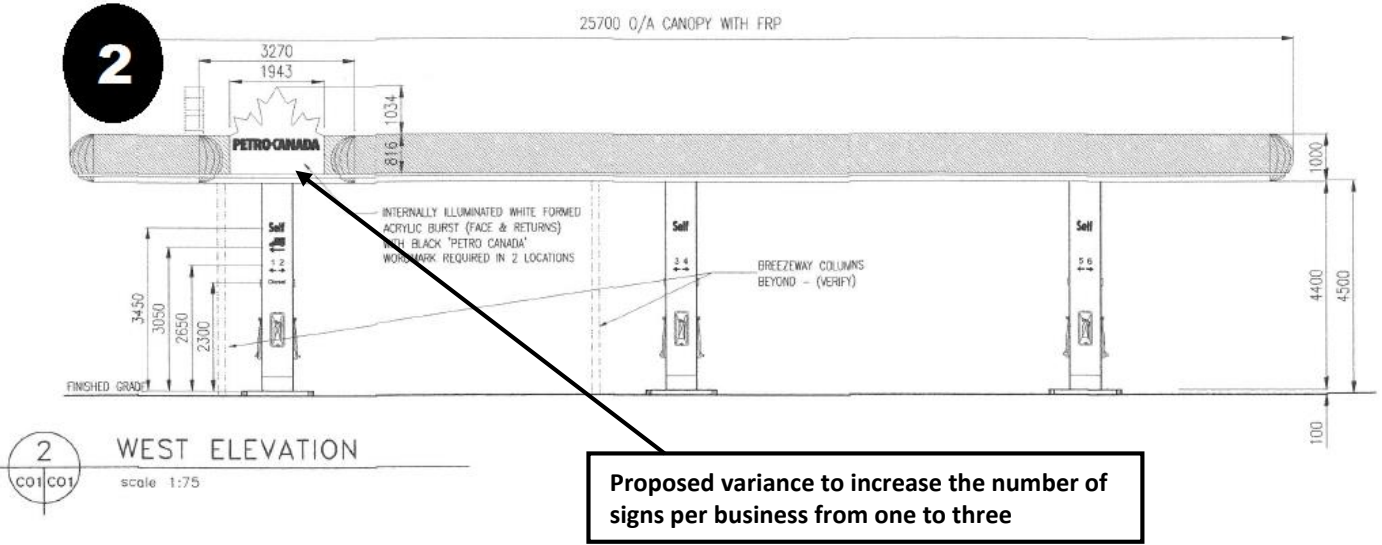 25700 O/A CANOPY WITH FRP
2
3270
1943
1034
PETRO-CANADA
816
1000
INTERNALLY ILLUMINATED WHITE FORMED
ACRYLIC BURST (FACE & RETURNS)
WITH BLACK 'PETRO CANADA'
WORDMARK REQUIRED IN 2 LOCATIONS
Self
1 2
Diesel
Self
3 4
Self
5 6
BREEZEWAY COLUMNS
BEYOND - (VERIFY)
3450
3050
2650
2300
4400
4500
FINISHED GRADE
100
2
CO1 CO1
WEST ELEVATION
scale 1:75
Proposed variance to increase the number of
signs per business from one to three